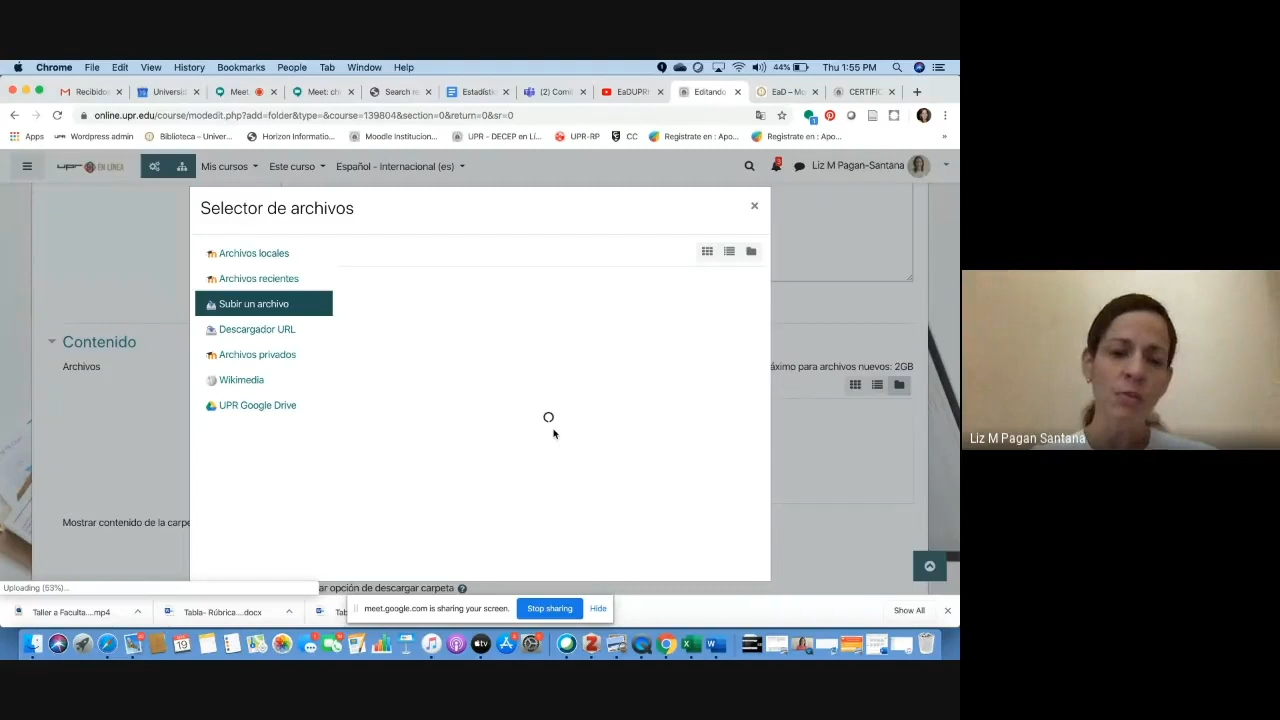 Chrome File Edit View History Bookmarks People Tab Window Help 44% Thu 1:55 PM
Recibido Universi Meet Meet: ch Search re Estadísti (2) Comi EaDUPR Editando EaD – Mo CERTIFIC
online.upr.edu/course/modedit.php?add=folder&type=&course=139804&section=0&return=0&sr=0
Apps Wordpress admin Biblioteca – Univer... Horizon Informatio... Moodle Institucion... UPR - DECEP en Lí... UPR-RP CC Registrate en : Apo... Registrate en : Apo... »
upr EN LÍNEA Mis cursos Este curso Español - Internacional (es) Liz M Pagan-Santana
Selector de archivos
Archivos locales
Archivos recientes
Subir un archivo
Descargador URL
Archivos privados
Wikimedia
UPR Google Drive
Contenido
Archivos
áximo para archivos nuevos: 2GB
Mostrar contenido de la carpe
Uploading (53%)...
ar opción de descargar carpeta
Taller a Faculta....mp4 Tabla- Rúbrica....docx Tab
meet.google.com is sharing your screen. Stop sharing Hide
Show All
Liz M Pagan Santana